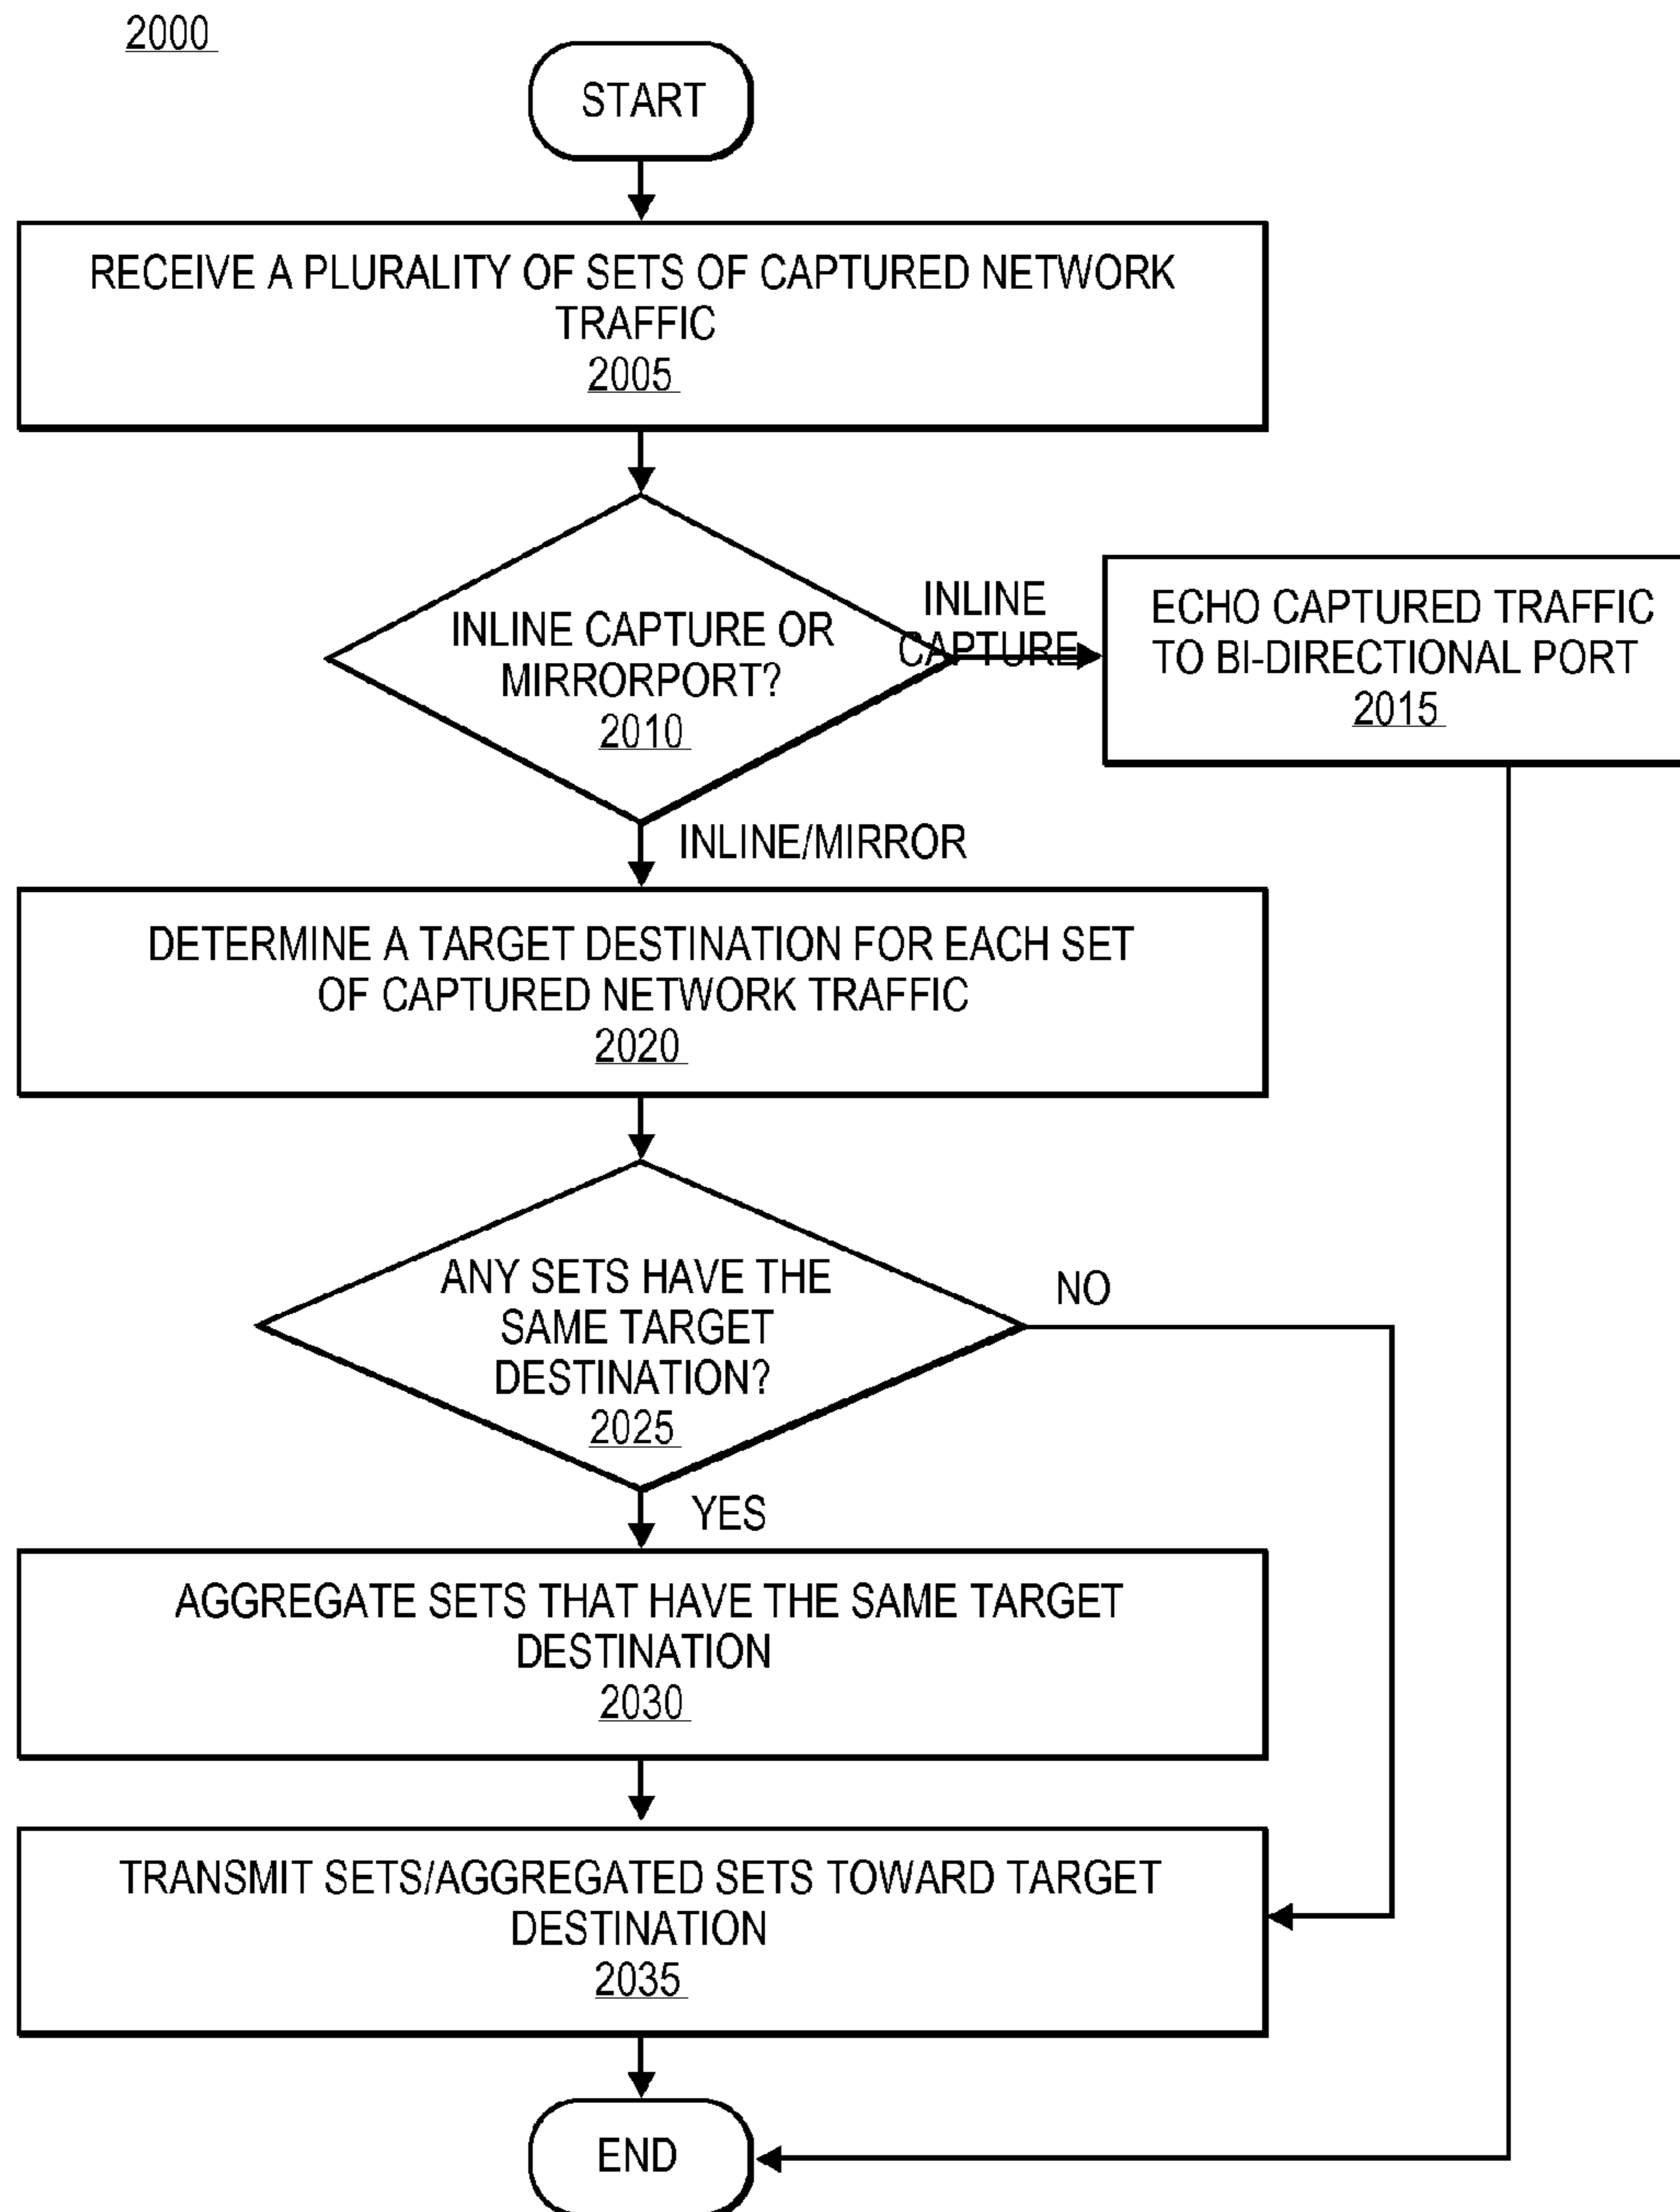 2000
START
RECEIVE A PLURALITY OF SETS OF CAPTURED NETWORK
TRAFFIC
2005
INLINE CAPTURE OR
MIRRORPORT?
2010
INLINE
CAPTURE
ECHO CAPTURED TRAFFIC
TO BI-DIRECTIONAL PORT
2015
INLINE/MIRROR
DETERMINE A TARGET DESTINATION FOR EACH SET
OF CAPTURED NETWORK TRAFFIC
2020
ANY SETS HAVE THE
SAME TARGET
DESTINATION?
2025
NO
YES
AGGREGATE SETS THAT HAVE THE SAME TARGET
DESTINATION
2030
TRANSMIT SETS/AGGREGATED SETS TOWARD TARGET
DESTINATION
2035
END